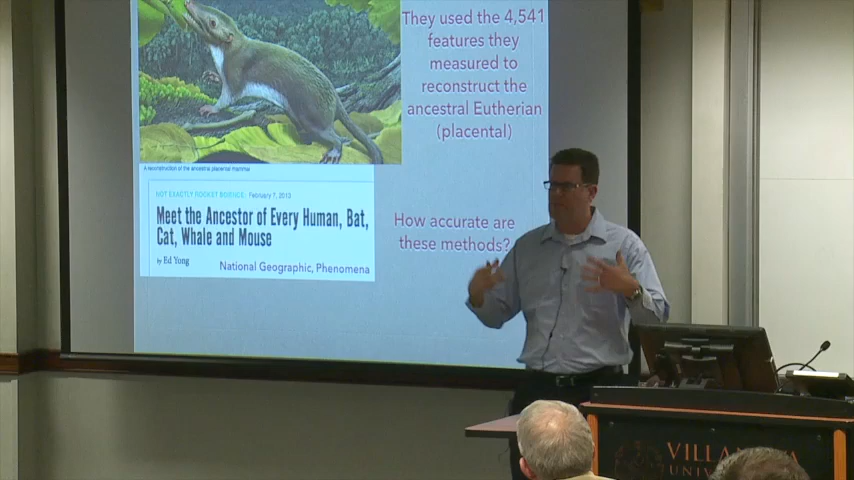 They used the 4,541
features they
measured to
reconstruct the
ancestral Eutherian
(placental)
A reconstruction of the ancestral placental mammal
NOT EXACTLY ROCKET SCIENCE: February 7, 2013
Meet the Ancestor of Every Human, Bat,
Cat, Whale and Mouse
by Ed Yong
National Geographic, Phenomena
How accurate are
these methods?
VILLANOVA